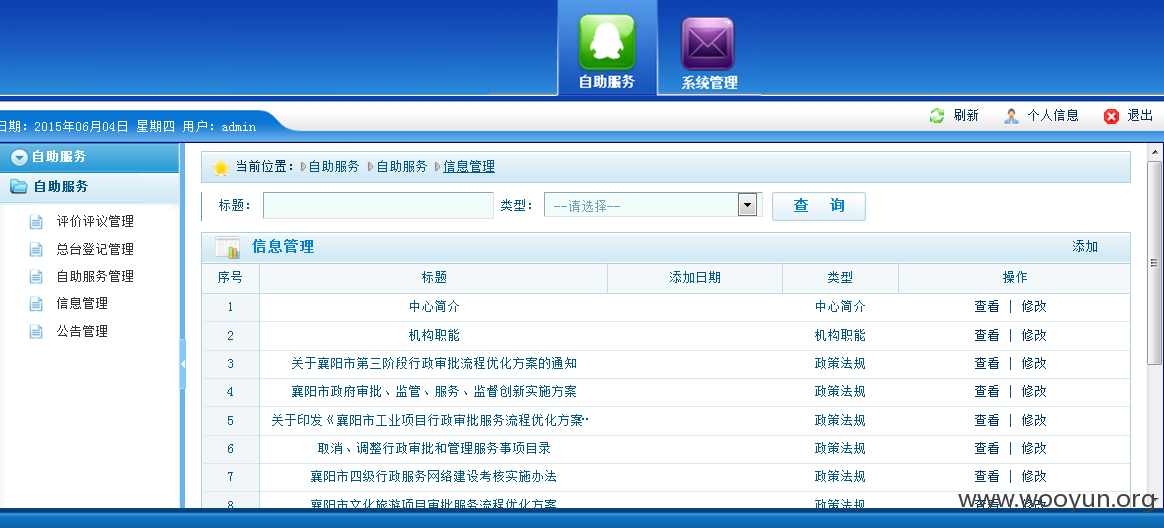 自助服务 系统管理
日期：2015年06月04日 星期四 用户：admin 刷新 个人信息 退出
自助服务
自助服务
评价评议管理
总台登记管理
自助服务管理
信息管理
公告管理
当前位置： 自助服务 自助服务 信息管理
标题： 类型： --请选择-- 查 询
信息管理 添加
序号 标题 添加日期 类型 操作
1 中心简介 中心简介 查看 | 修改
2 机构职能 机构职能 查看 | 修改
3 关于襄阳市第三阶段行政审批流程优化方案的通知 政策法规 查看 | 修改
4 襄阳市政府审批、监管、服务、监督创新实施方案 政策法规 查看 | 修改
5 关于印发《襄阳市工业项目行政审批服务流程优化方案… 政策法规 查看 | 修改
6 取消、调整行政审批和管理服务事项目录 政策法规 查看 | 修改
7 襄阳市四级行政服务网络建设考核实施办法 政策法规 查看 | 修改
8 襄阳市文化旅游项目审批服务流程优化方案 政策法规 查看 | 修改
www.wooyun.org